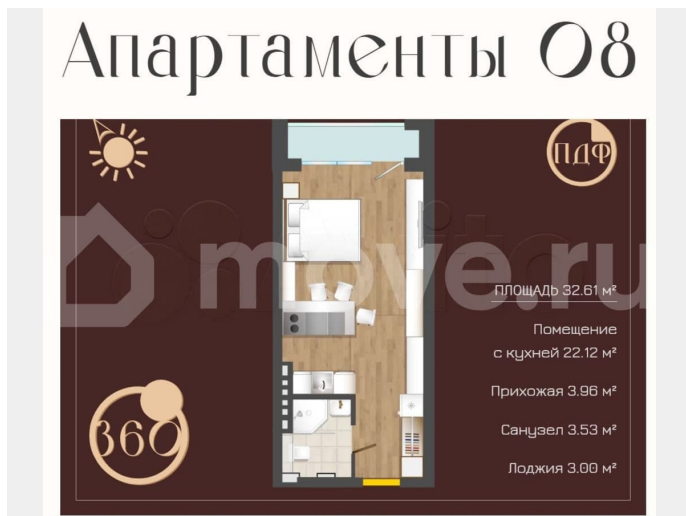 Апартаменты 08
ПДФ
move.ru
ПЛОЩАДЬ 32.61 м²
Помещение
с кухней 22.12 м²
Прихожая 3.96 м²
Санузел 3.53 м²
Лоджия 3.00 м²
360